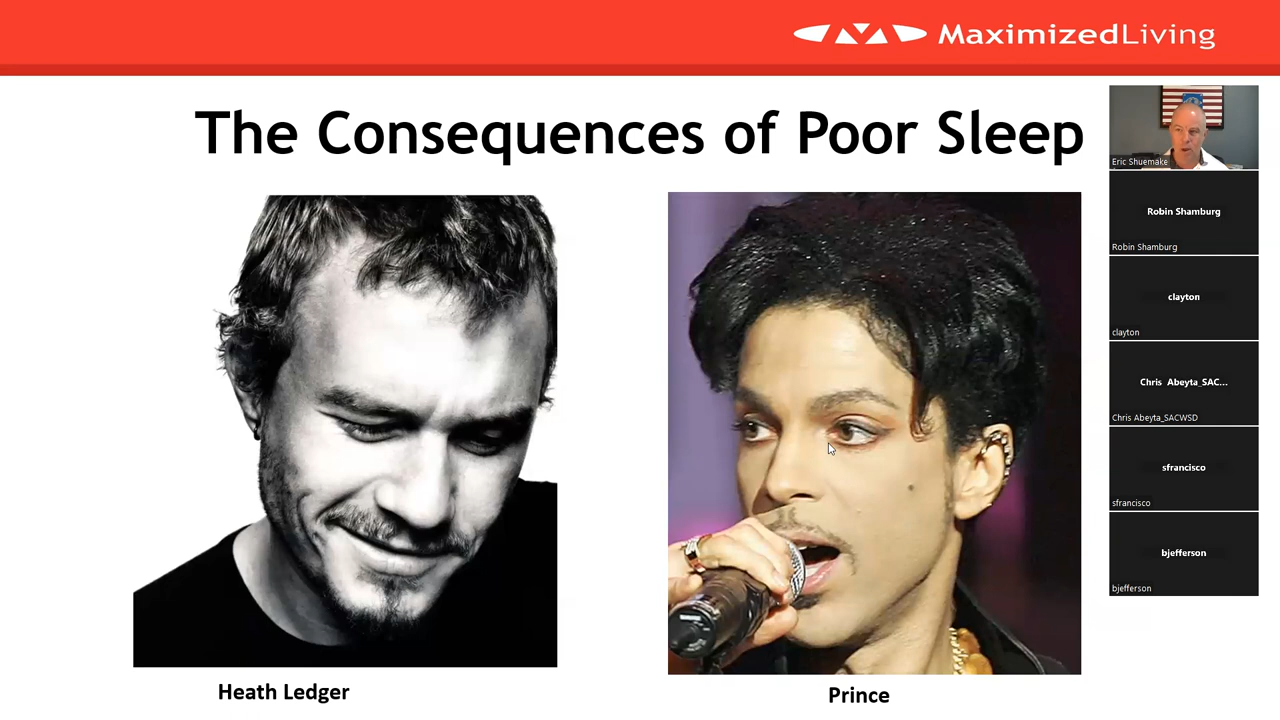 MaximizedLiving
The Consequences of Poor Sleep
Heath Ledger
Prince
Eric Shuemake
Robin Shamburg
Robin Shamburg
clayton
clayton
Chris Abeyta_SAC...
Chris Abeyta_SACWSD
sfrancisco
sfrancisco
bjefferson
bjefferson